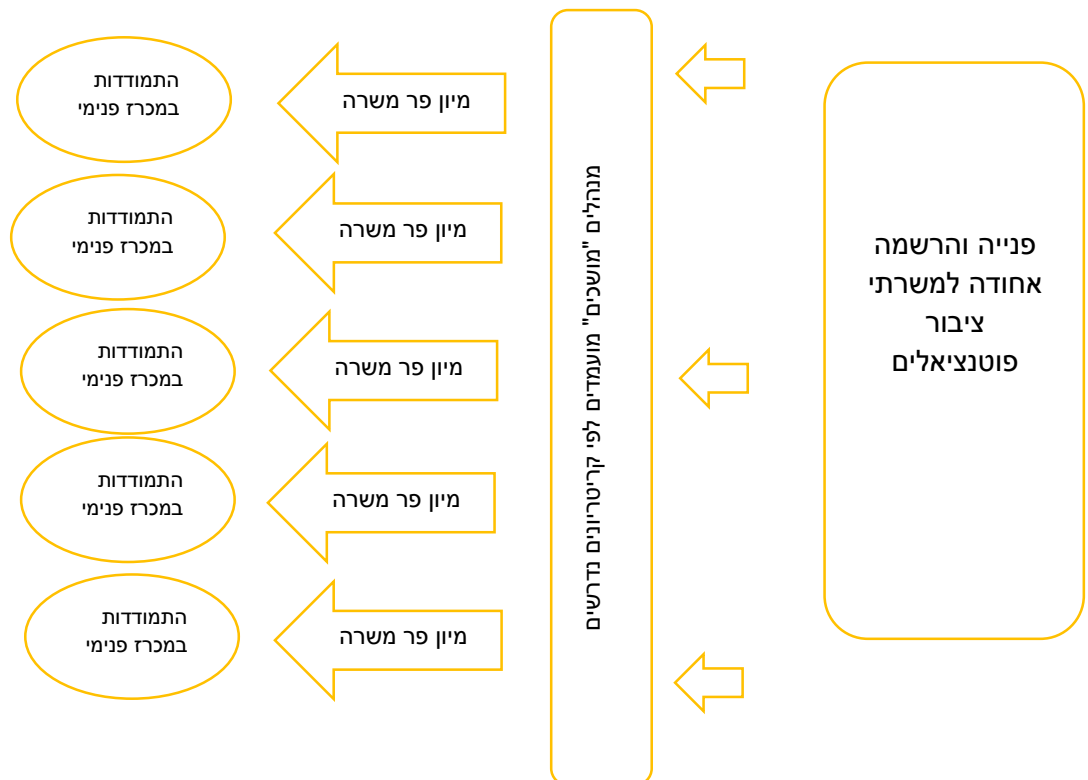 פנייה והרשמה
אחודה למשרתי
ציבור
פוטנציאלים
מנהלים "מושכים" מועמדים לפי קריטריונים נדרשים
מיון פר משרה
התמודדות
במכרז פנימי
מיון פר משרה
התמודדות
במכרז פנימי
מיון פר משרה
התמודדות
במכרז פנימי
מיון פר משרה
התמודדות
במכרז פנימי
מיון פר משרה
התמודדות
במכרז פנימי